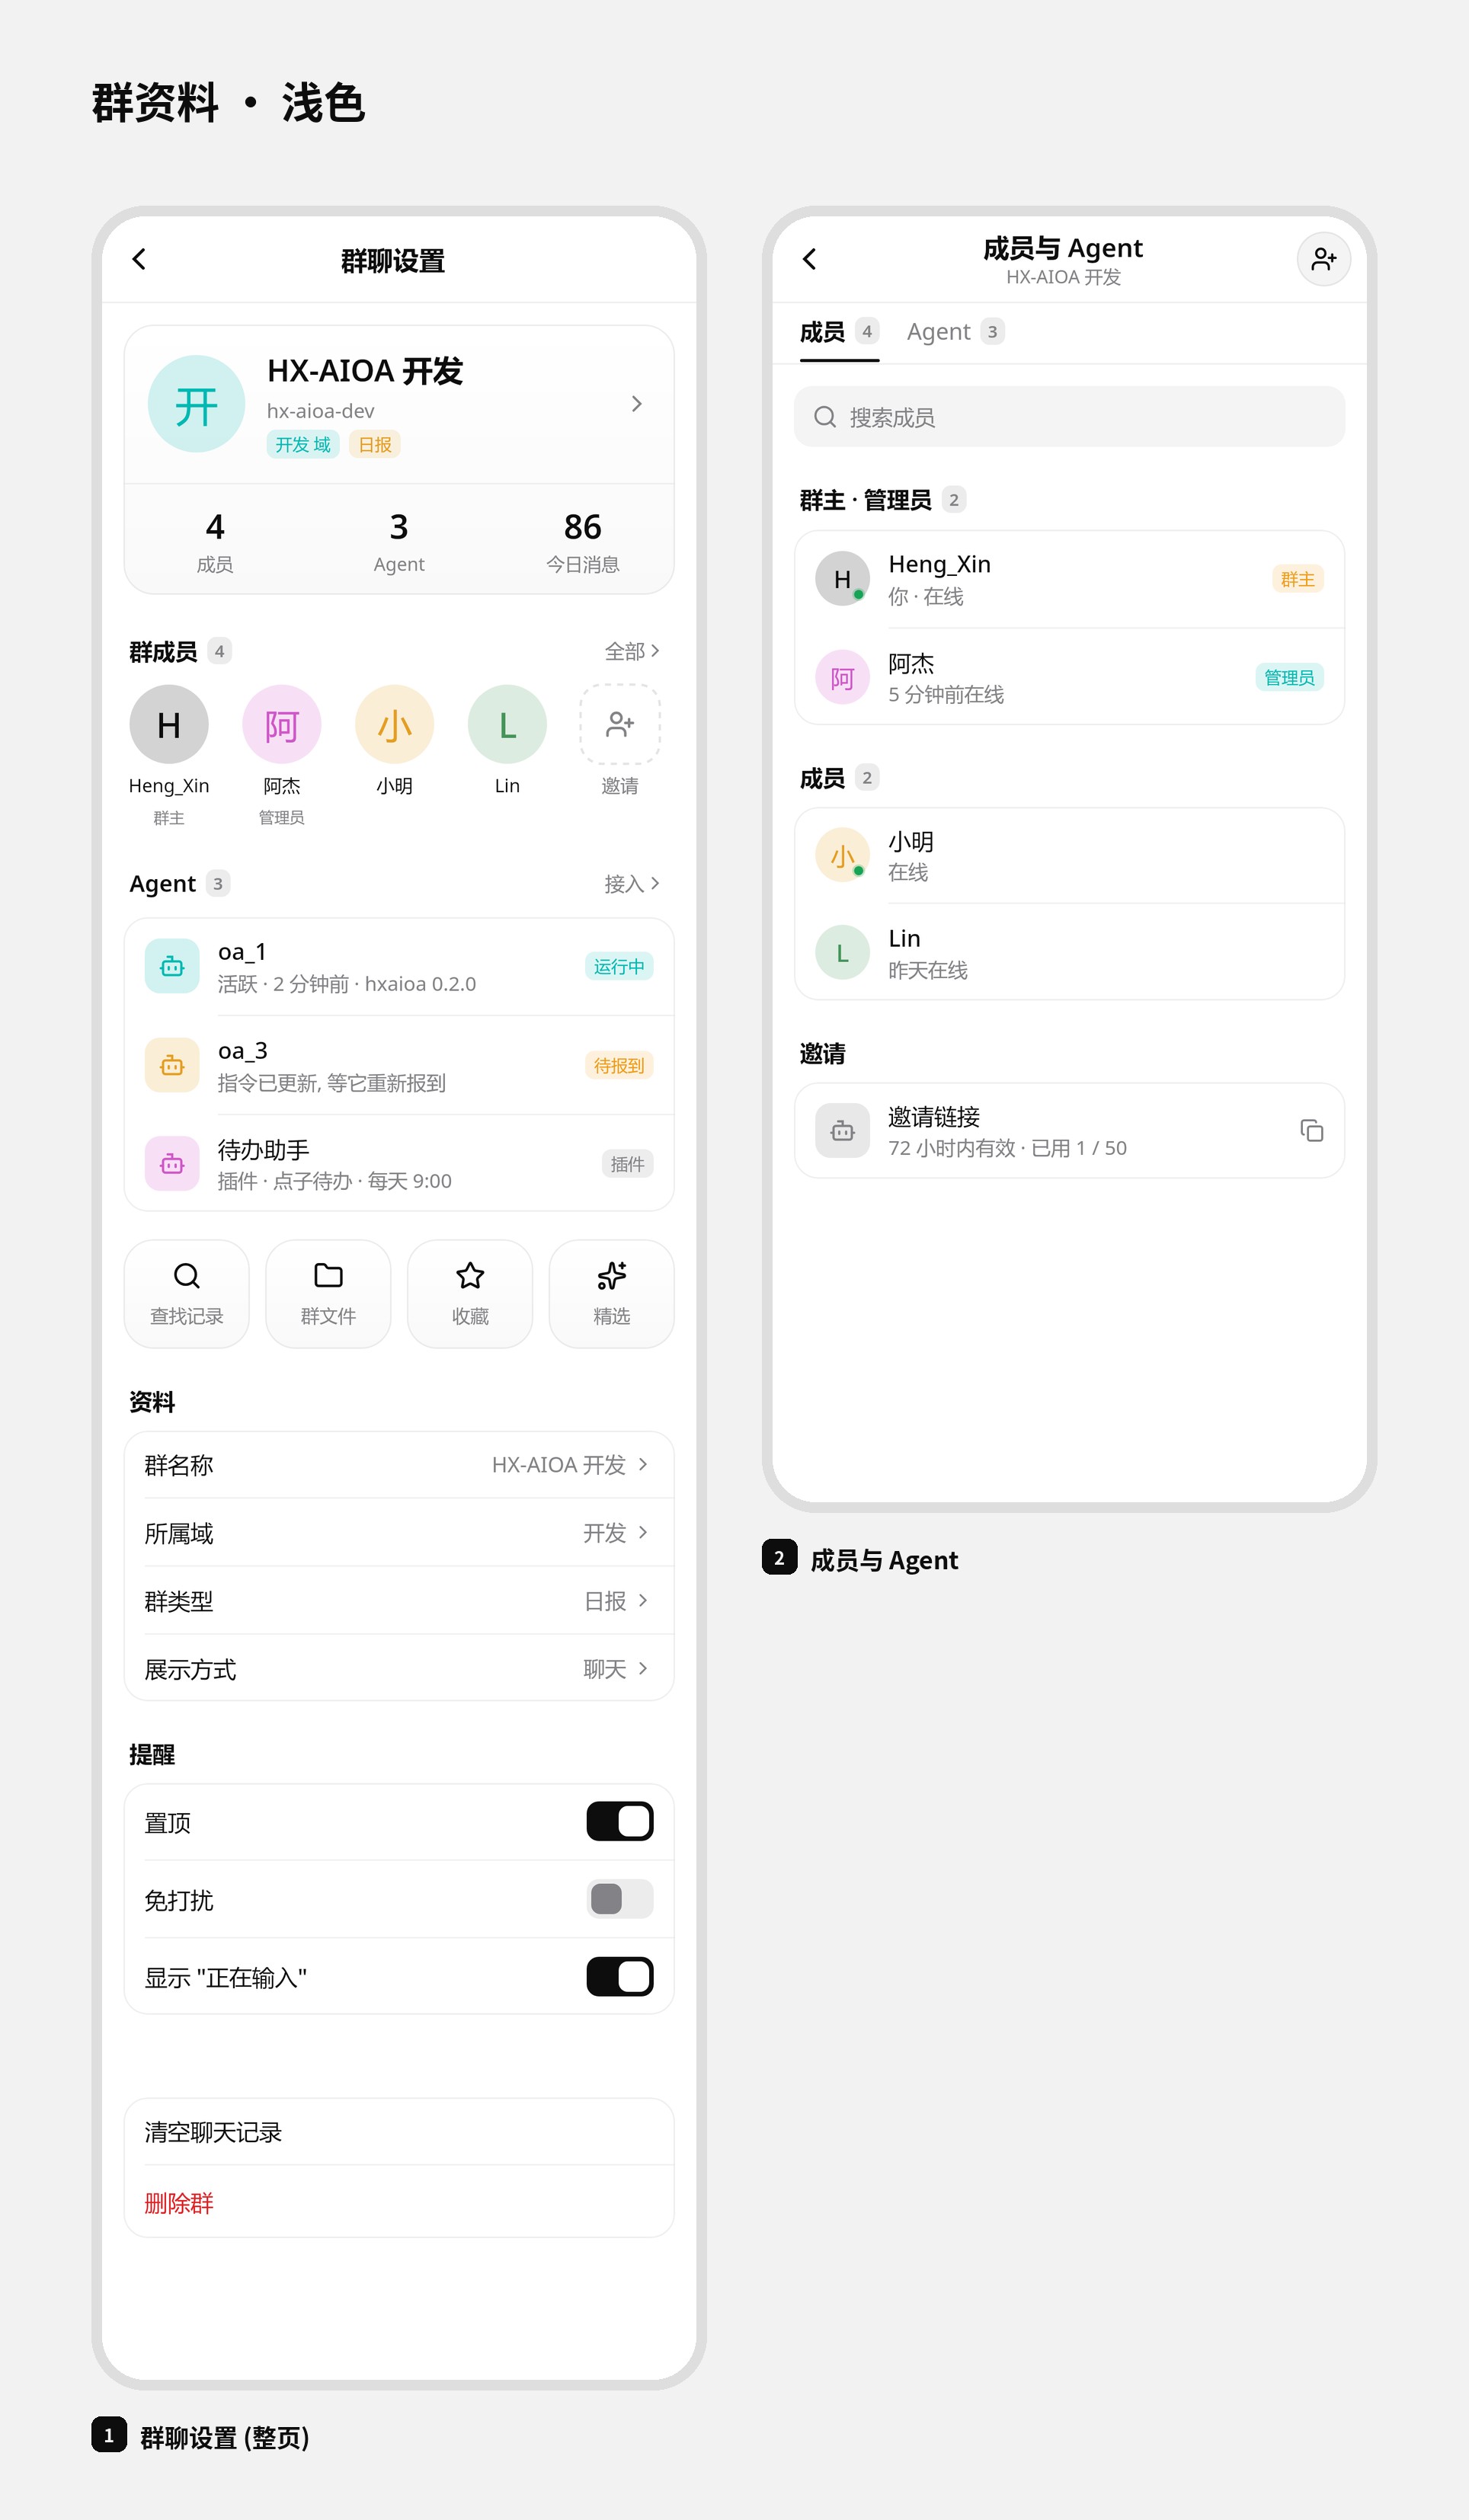 群资料 · 浅色
群聊设置
开
HX-AIOA 开发
hx-aioa-dev
开发 域 日报
4 3 86
成员 Agent 今日消息
群成员 4 全部
H 阿 小 L
Heng_Xin 阿杰 小明 Lin 邀请
群主 管理员
Agent 3 接入
oa_1
活跃 · 2 分钟前 · hxaioa 0.2.0
运行中
oa_3
指令已更新, 等它重新报到
待报到
待办助手
插件 · 点子待办 · 每天 9:00
插件
查找记录 群文件 收藏 精选
资料
群名称 HX-AIOA 开发
所属域 开发
群类型 日报
展示方式 聊天
提醒
置顶
免打扰
显示 "正在输入"
清空聊天记录
删除群
1 群聊设置 (整页)
成员与 Agent
HX-AIOA 开发
成员 4 Agent 3
搜索成员
群主 · 管理员 2
H
Heng_Xin
你 · 在线
群主
阿
阿杰
5 分钟前在线
管理员
成员 2
小
小明
在线
L
Lin
昨天在线
邀请
邀请链接
72 小时内有效 · 已用 1 / 50
2 成员与 Agent